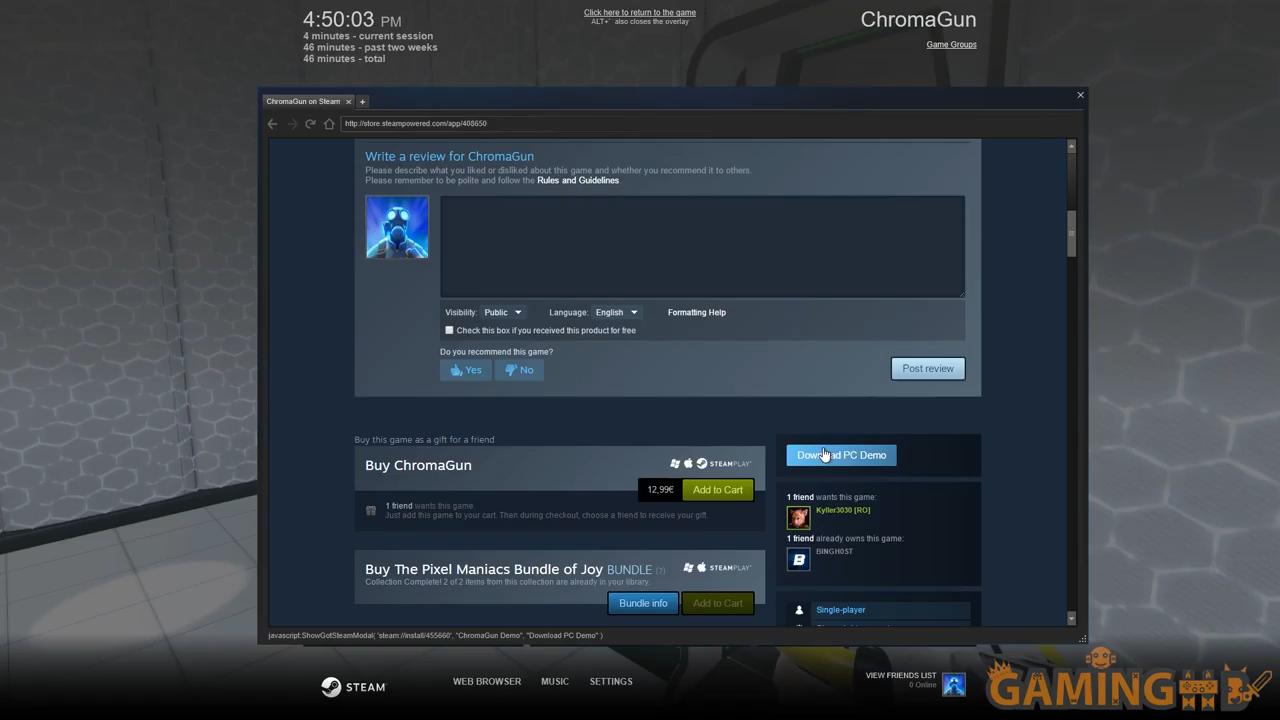 4:50:03 PM
4 minutes - current session
46 minutes - past two weeks
46 minutes - total
Click here to return to the game
ALT+` also closes the overlay
ChromaGun
Game Groups
ChromaGun on Steam
http://store.steampowered.com/app/408650
Write a review for ChromaGun
Please describe what you liked or disliked about this game and whether you recommend it to others.
Please remember to be polite and follow the Rules and Guidelines.
Visibility: Public Language: English Formatting Help
Check this box if you received this product for free
Do you recommend this game?
Yes No Post review
Buy this game as a gift for a friend
Buy ChromaGun
STEAMPLAY
12,99€ Add to Cart
1 friend wants this game.
Just add this game to your cart. Then during checkout, choose a friend to receive your gift.
Buy The Pixel Maniacs Bundle of Joy BUNDLE (?)
STEAMPLAY
Collection Complete! 2 of 2 items from this collection are already in your library.
Bundle info Add to Cart
Download PC Demo
1 friend wants this game:
Kyller3030 [RO]
1 friend already owns this game:
BINGH0ST
Single-player
javascript:ShowGotSteamModal( 'steam://install/455660', "ChromaGun Demo", "Download PC Demo" )
STEAM
WEB BROWSER MUSIC SETTINGS
VIEW FRIENDS LIST
0 Online
GAMING HD